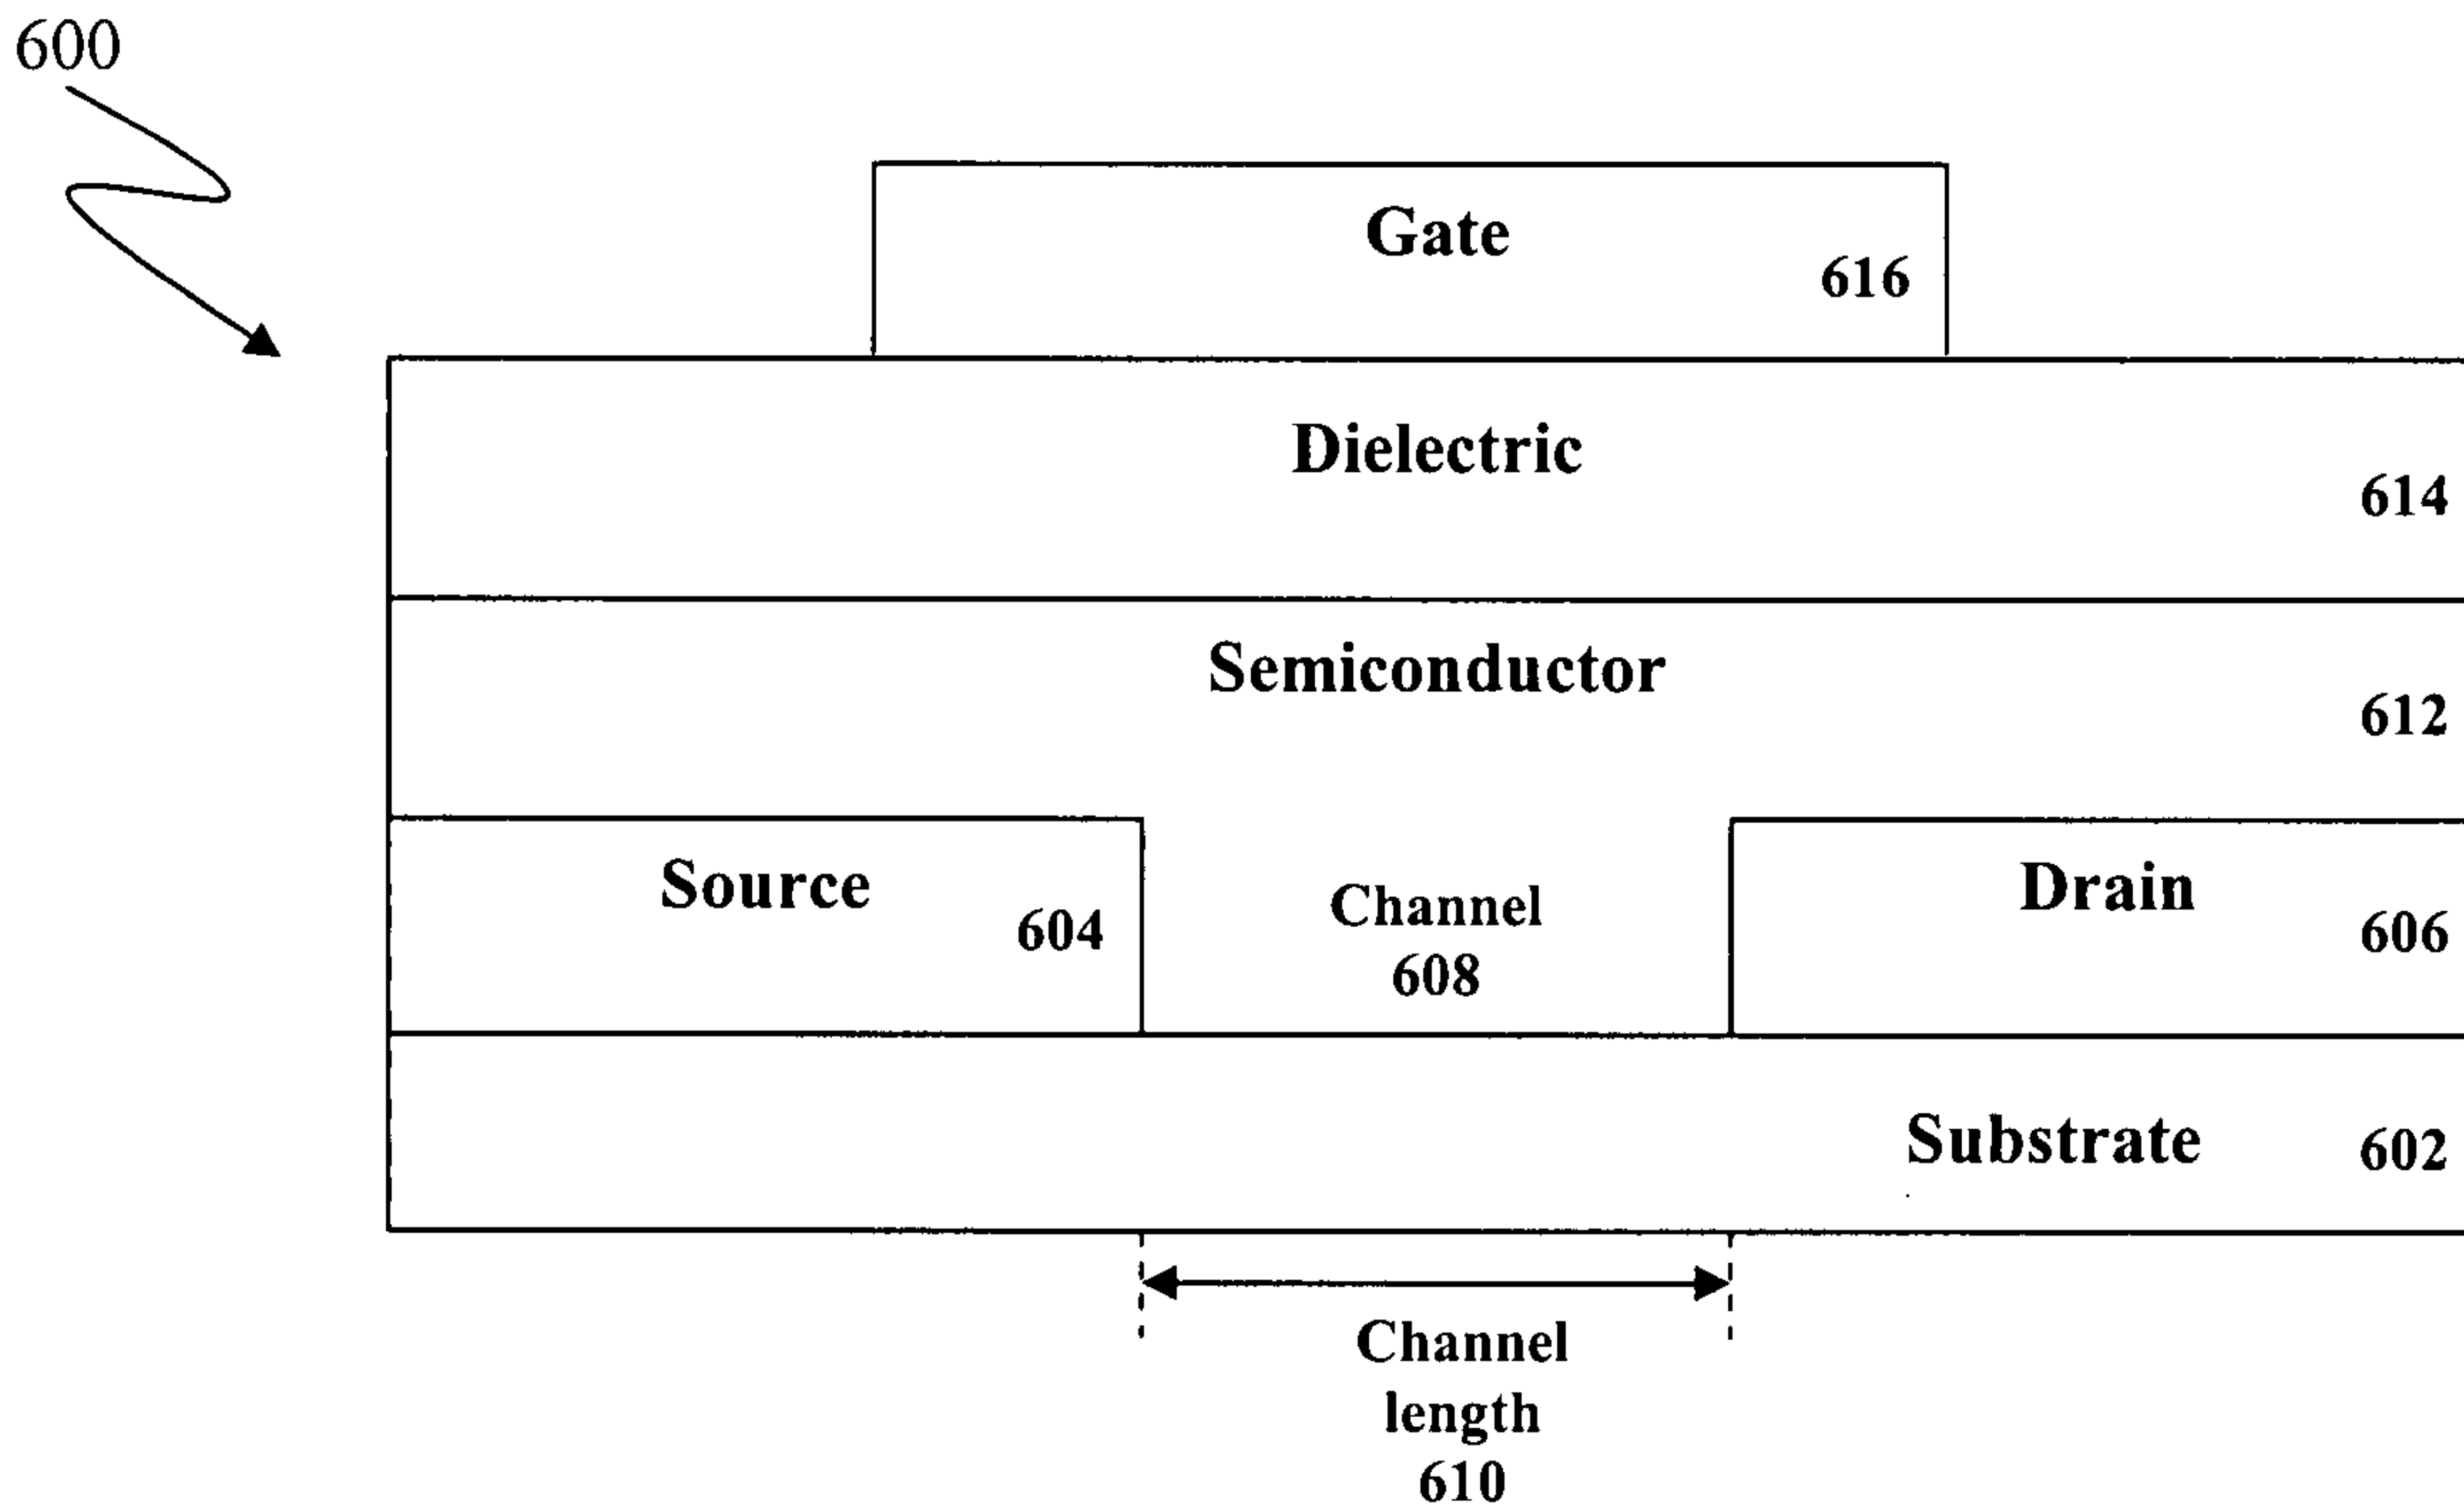 600
Gate
616
Dielectric
614
Semiconductor
612
Source
604
Channel
608
Drain
606
Substrate 602
Channel
length
610